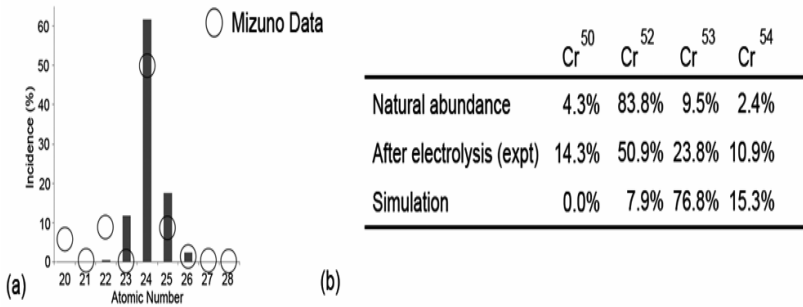 60
50
40
30
20
10
0
Incidence (%)
20 21 22 23 24 25 26 27 28
Atomic Number
Mizuno Data
(a)
Cr50 Cr52 Cr53 Cr54
Natural abundance 4.3% 83.8% 9.5% 2.4%
After electrolysis (expt) 14.3% 50.9% 23.8% 10.9%
Simulation 0.0% 7.9% 76.8% 15.3%
(b)